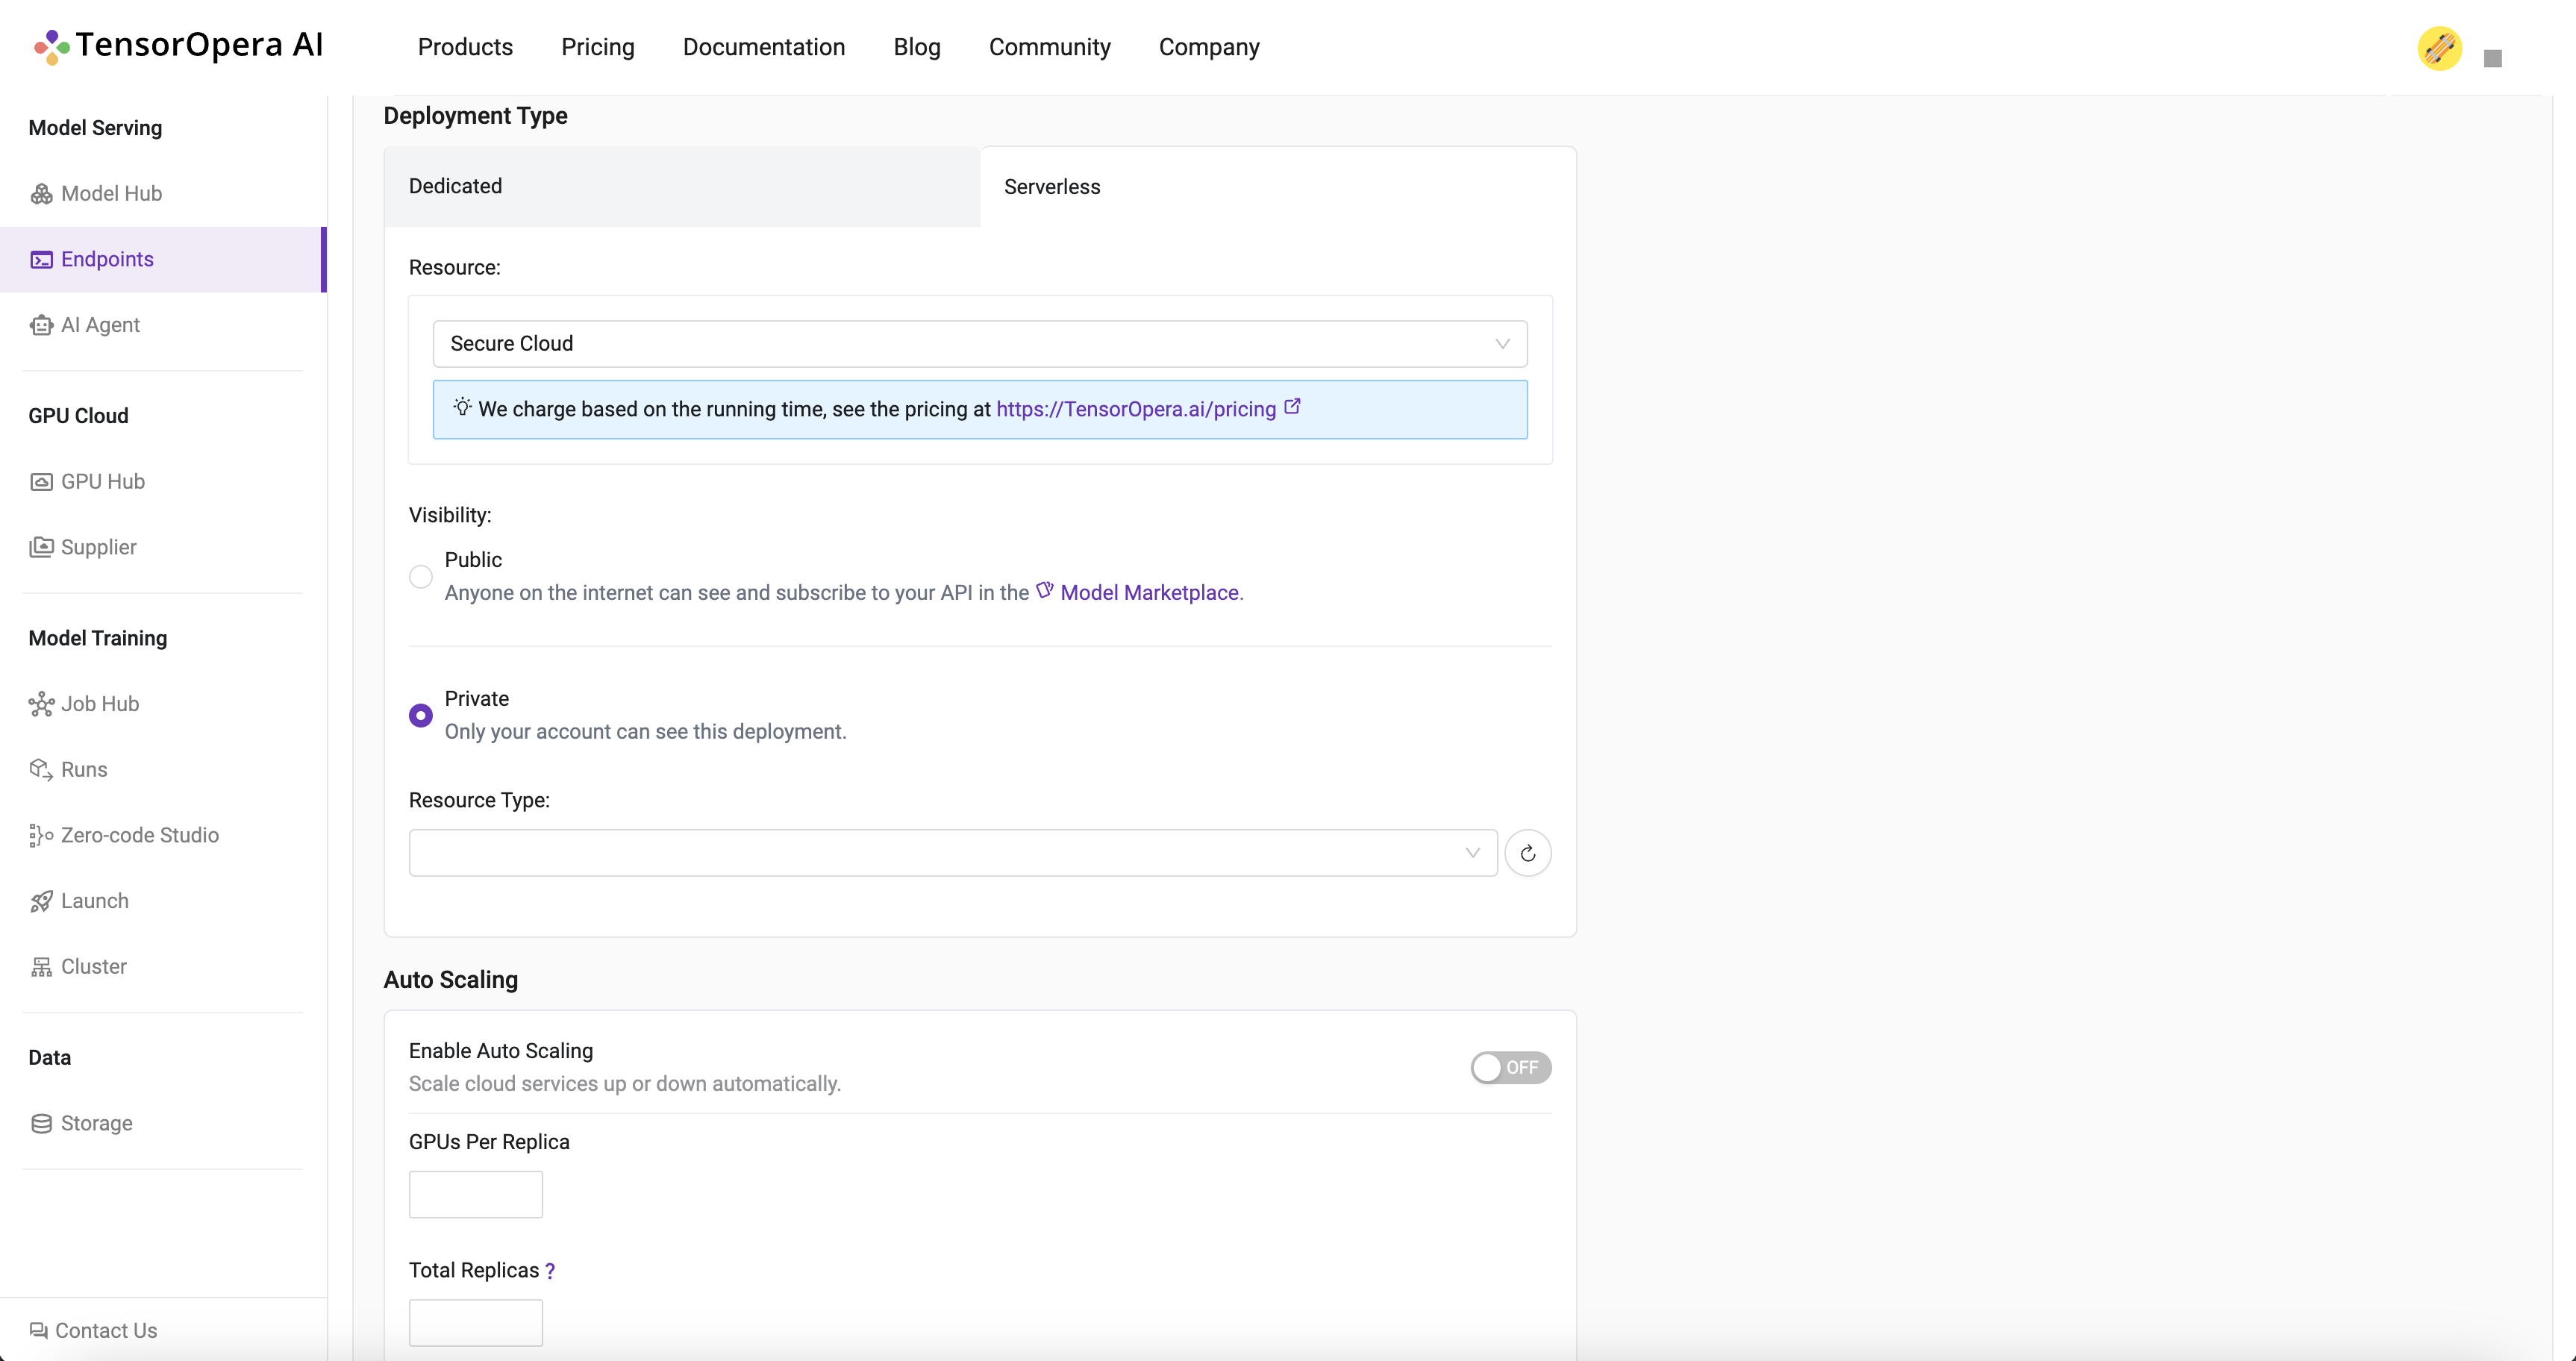 TensorOpera AI
Products
Pricing
Documentation
Blog
Community
Company
Model Serving
Model Hub
Endpoints
AI Agent
GPU Cloud
GPU Hub
Supplier
Model Training
Job Hub
Runs
Zero-code Studio
Launch
Cluster
Data
Storage
Contact Us
Deployment Type
Dedicated
Serverless
Resource:
Secure Cloud
We charge based on the running time, see the pricing at https://TensorOpera.ai/pricing
Visibility:
Public
Anyone on the internet can see and subscribe to your API in the Model Marketplace.
Private
Only your account can see this deployment.
Resource Type:
Auto Scaling
Enable Auto Scaling
Scale cloud services up or down automatically.
OFF
GPUs Per Replica
Total Replicas ?